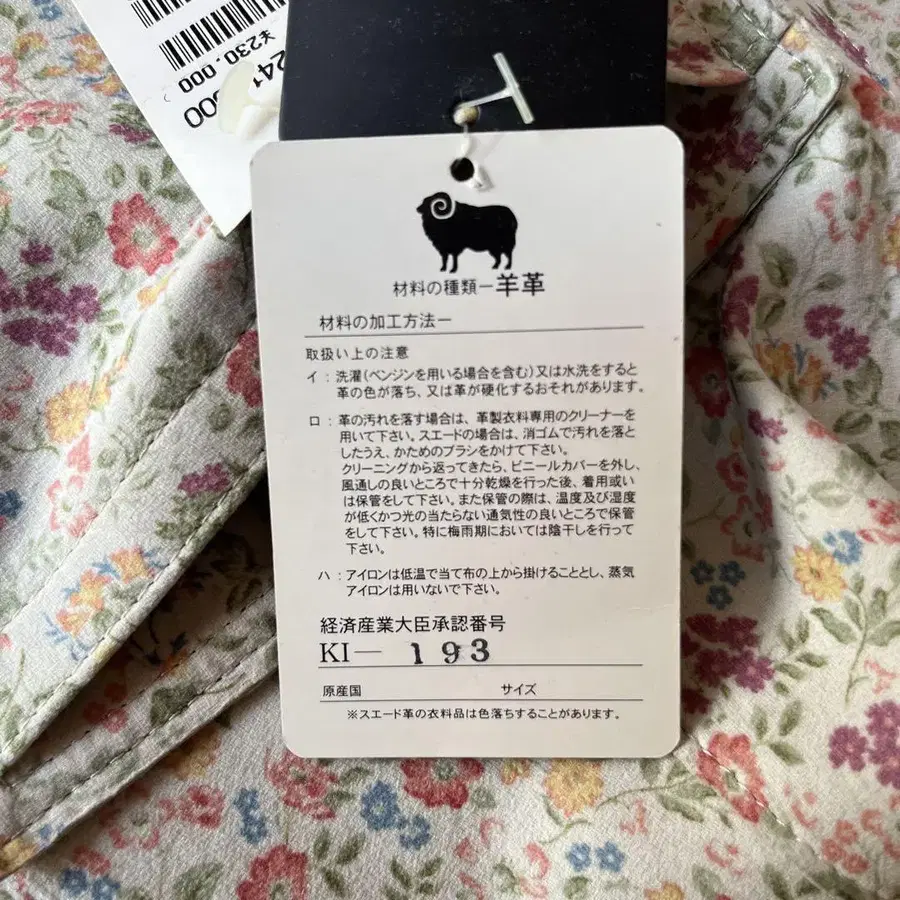 ¥230,000
241
材料の種類ー羊革
材料の加工方法ー
取扱い上の注意
イ：洗濯(ベンジンを用いる場合を含む)又は水洗をすると
革の色が落ち、又は革が硬化するおそれがあります。
ロ：革の汚れを落す場合は、革製衣料専用のクリーナーを
用いて下さい。スエードの場合は、消ゴムで汚れを落と
したうえ、かためのブラシをかけて下さい。
クリーニングから返ってきたら、ビニールカバーを外し、
風通しの良いところで十分乾燥を行った後、着用或い
は保管をして下さい。また保管の際は、温度及び湿度
が低くかつ光の当たらない通気性の良いところで保管
をして下さい。特に梅雨期においては陰干しを行って
下さい。
ハ：アイロンは低温で当て布の上から掛けることとし、蒸気
アイロンは用いないで下さい。
経済産業大臣承認番号
KI— 193
原産国 サイズ
※スエード革の衣料品は色落ちすることがあります。